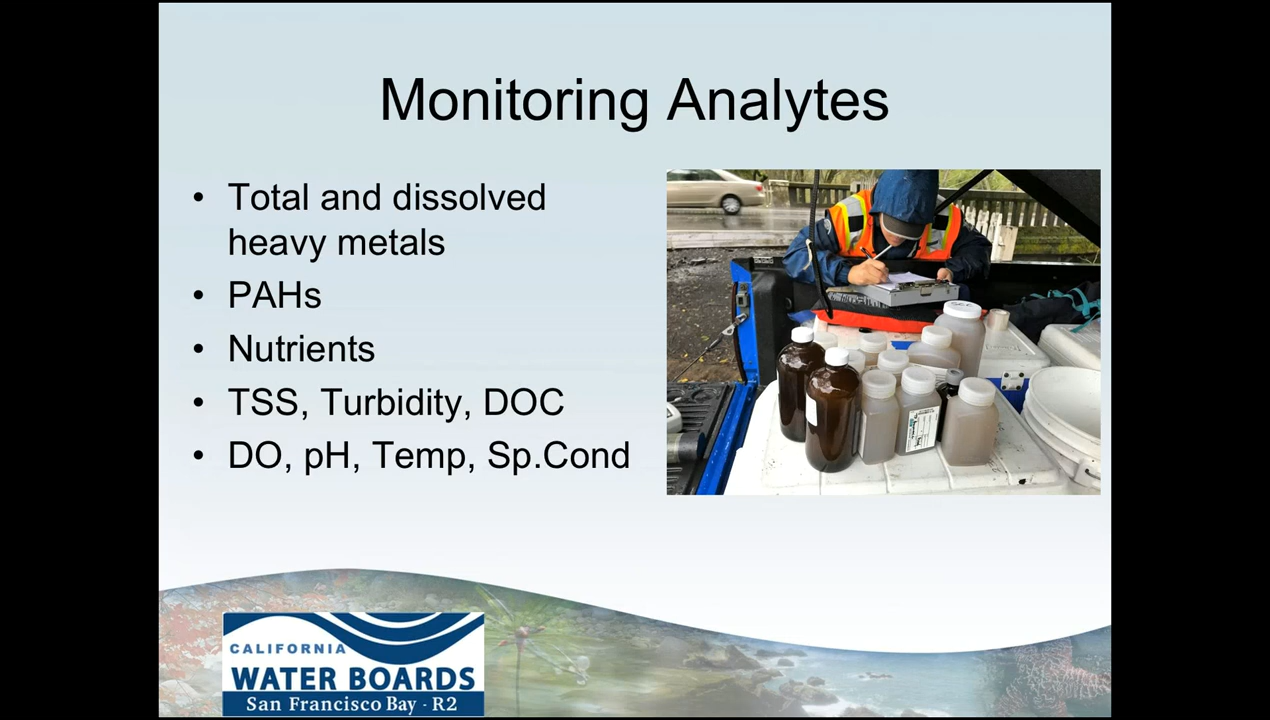 Monitoring Analytes
• Total and dissolved
heavy metals
• PAHs
• Nutrients
• TSS, Turbidity, DOC
• DO, pH, Temp, Sp.Cond
CALIFORNIA
WATER BOARDS
San Francisco Bay - R2